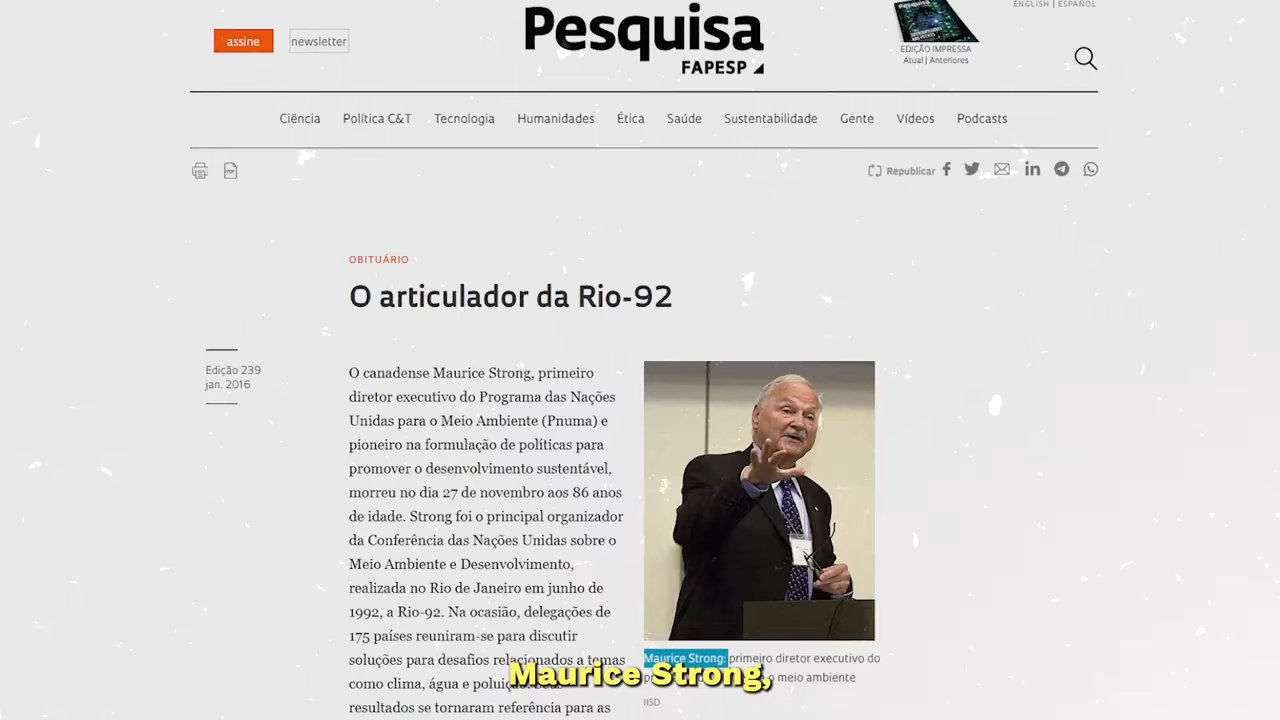 ENGLISH | ESPAÑOL
Pesquisa
FAPESP
assine
newsletter
Pesquisa
EDIÇÃO IMPRESSA
Atual | Anteriores
Ciência
Política C&T
Tecnologia
Humanidades
Ética
Saúde
Sustentabilidade
Gente
Vídeos
Podcasts
PDF
Republicar
OBITUÁRIO
O articulador da Rio-92
Edição 239
jan. 2016
O canadense Maurice Strong, primeiro
diretor executivo do Programa das Nações
Unidas para o Meio Ambiente (Pnuma) e
pioneiro na formulação de políticas para
promover o desenvolvimento sustentável,
morreu no dia 27 de novembro aos 86 anos
de idade. Strong foi o principal organizador
da Conferência das Nações Unidas sobre o
Meio Ambiente e Desenvolvimento,
realizada no Rio de Janeiro em junho de
1992, a Rio-92. Na ocasião, delegações de
175 países reuniram-se para discutir
soluções para desafios relacionados a temas
como clima, água e poluição.
resultados se tornaram referência para as
Maurice Strong: primeiro diretor executivo do
o meio ambiente
IISD
Maurice Strong,